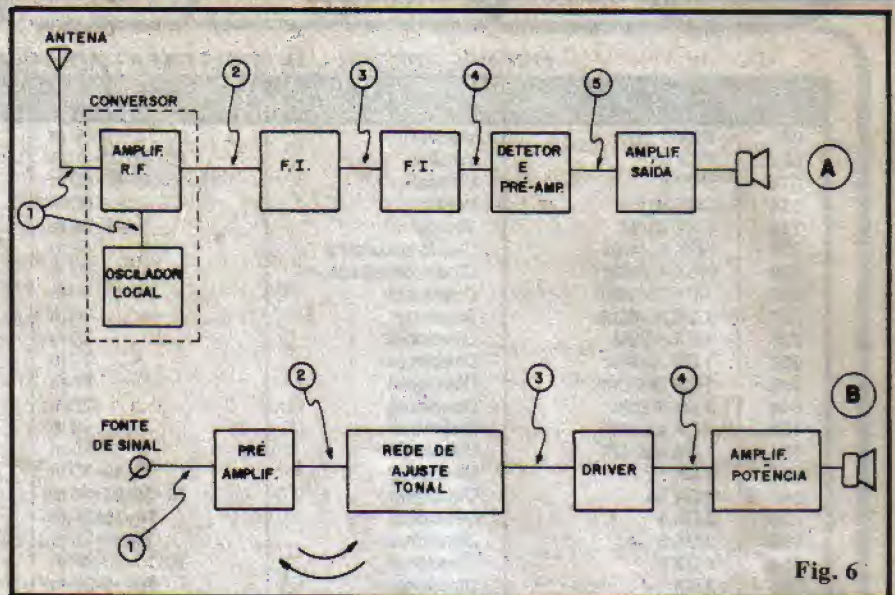 ANTENA
CONVERSOR
AMPLIF.
R.F.
OSCILADOR
LOCAL
1
2
F.I.
3
F.I.
4
DETETOR
E
PRÉ-AMP.
5
AMPLIF.
SAÍDA
A
FONTE
DE SINAL
1
PRÉ
AMPLIF.
2
REDE DE
AJUSTE
TONAL
3
DRIVER
4
AMPLIF.
POTÊNCIA
B
Fig. 6